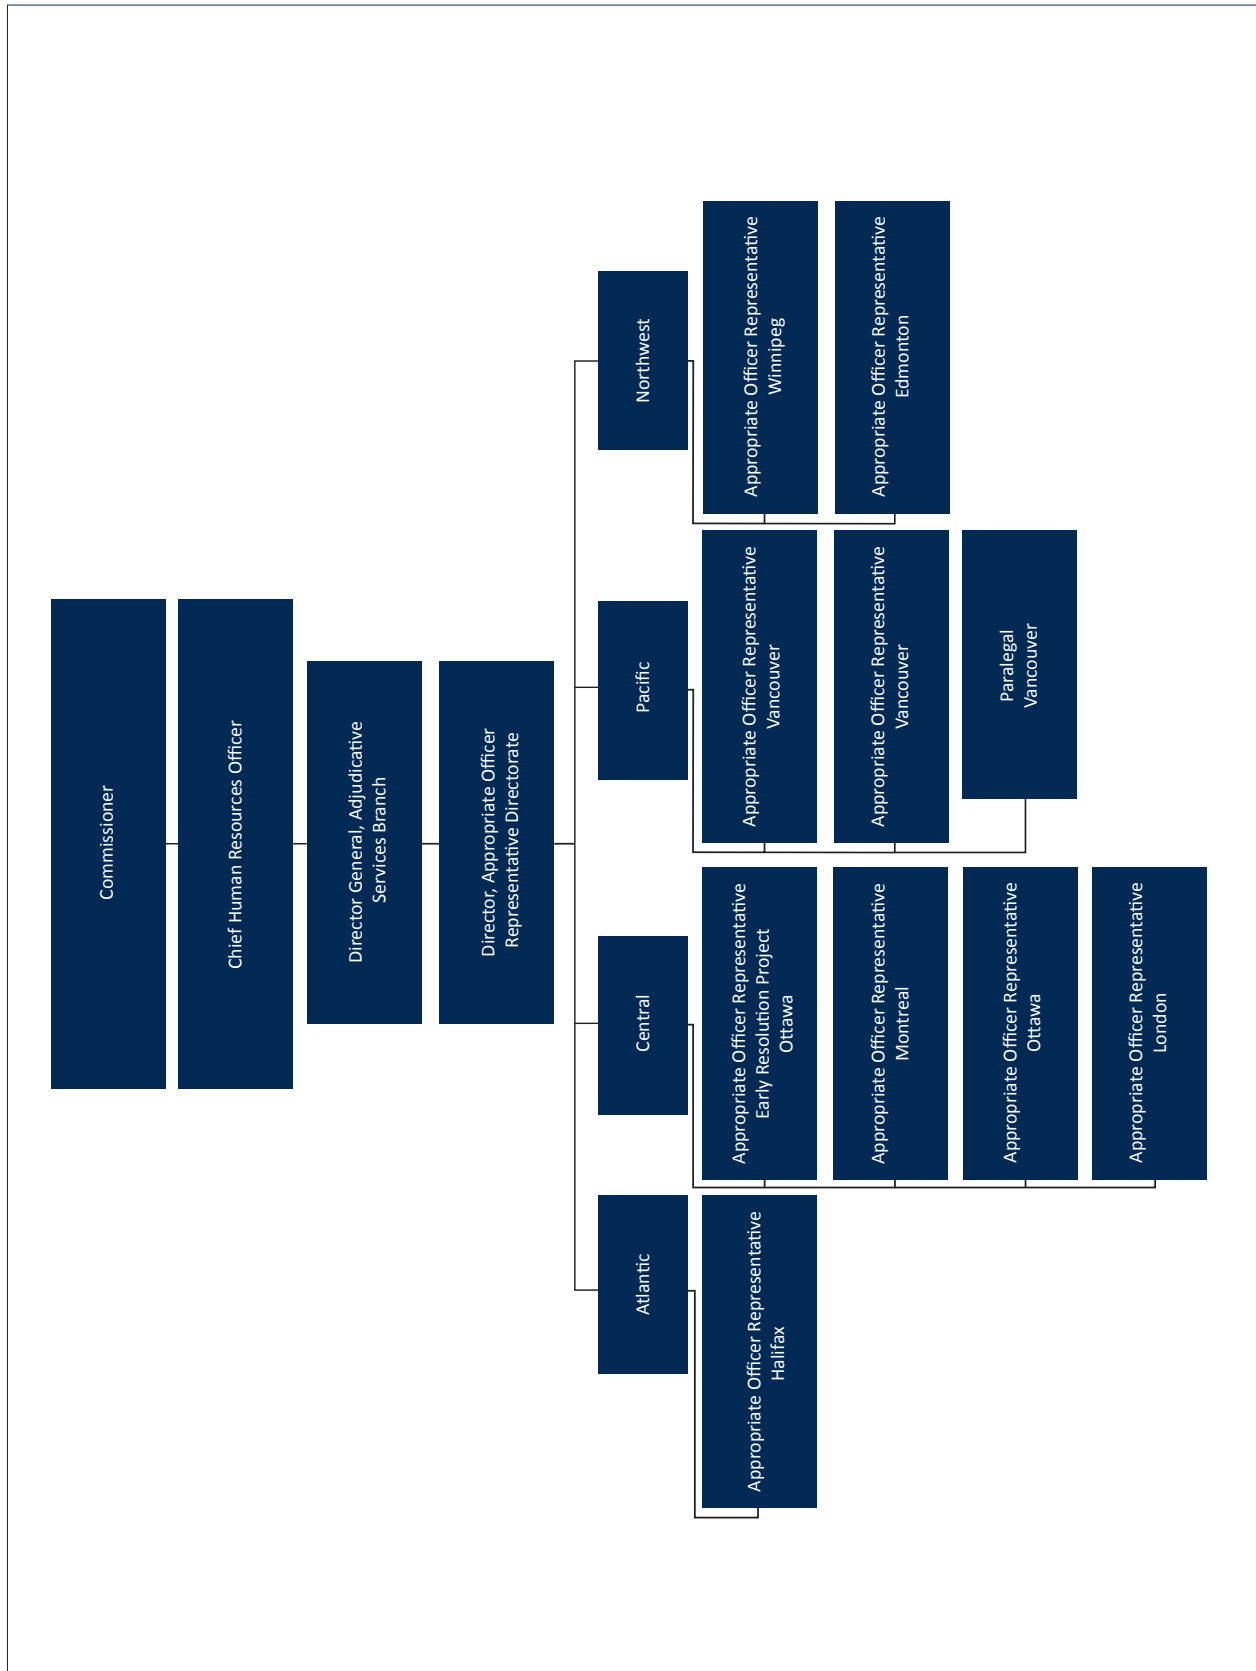 Commissioner
Chief Human Resources Officer
Director General, Adjudicative
Services Branch
Director, Appropriate Officer
Representative Directorate
Atlantic
Appropriate Officer Representative
Halifax
Central
Appropriate Officer Representative
Early Resolution Project
Ottawa
Appropriate Officer Representative
Montreal
Appropriate Officer Representative
Ottawa
Appropriate Officer Representative
London
Pacific
Appropriate Officer Representative
Vancouver
Appropriate Officer Representative
Vancouver
Paralegal
Vancouver
Northwest
Appropriate Officer Representative
Winnipeg
Appropriate Officer Representative
Edmonton